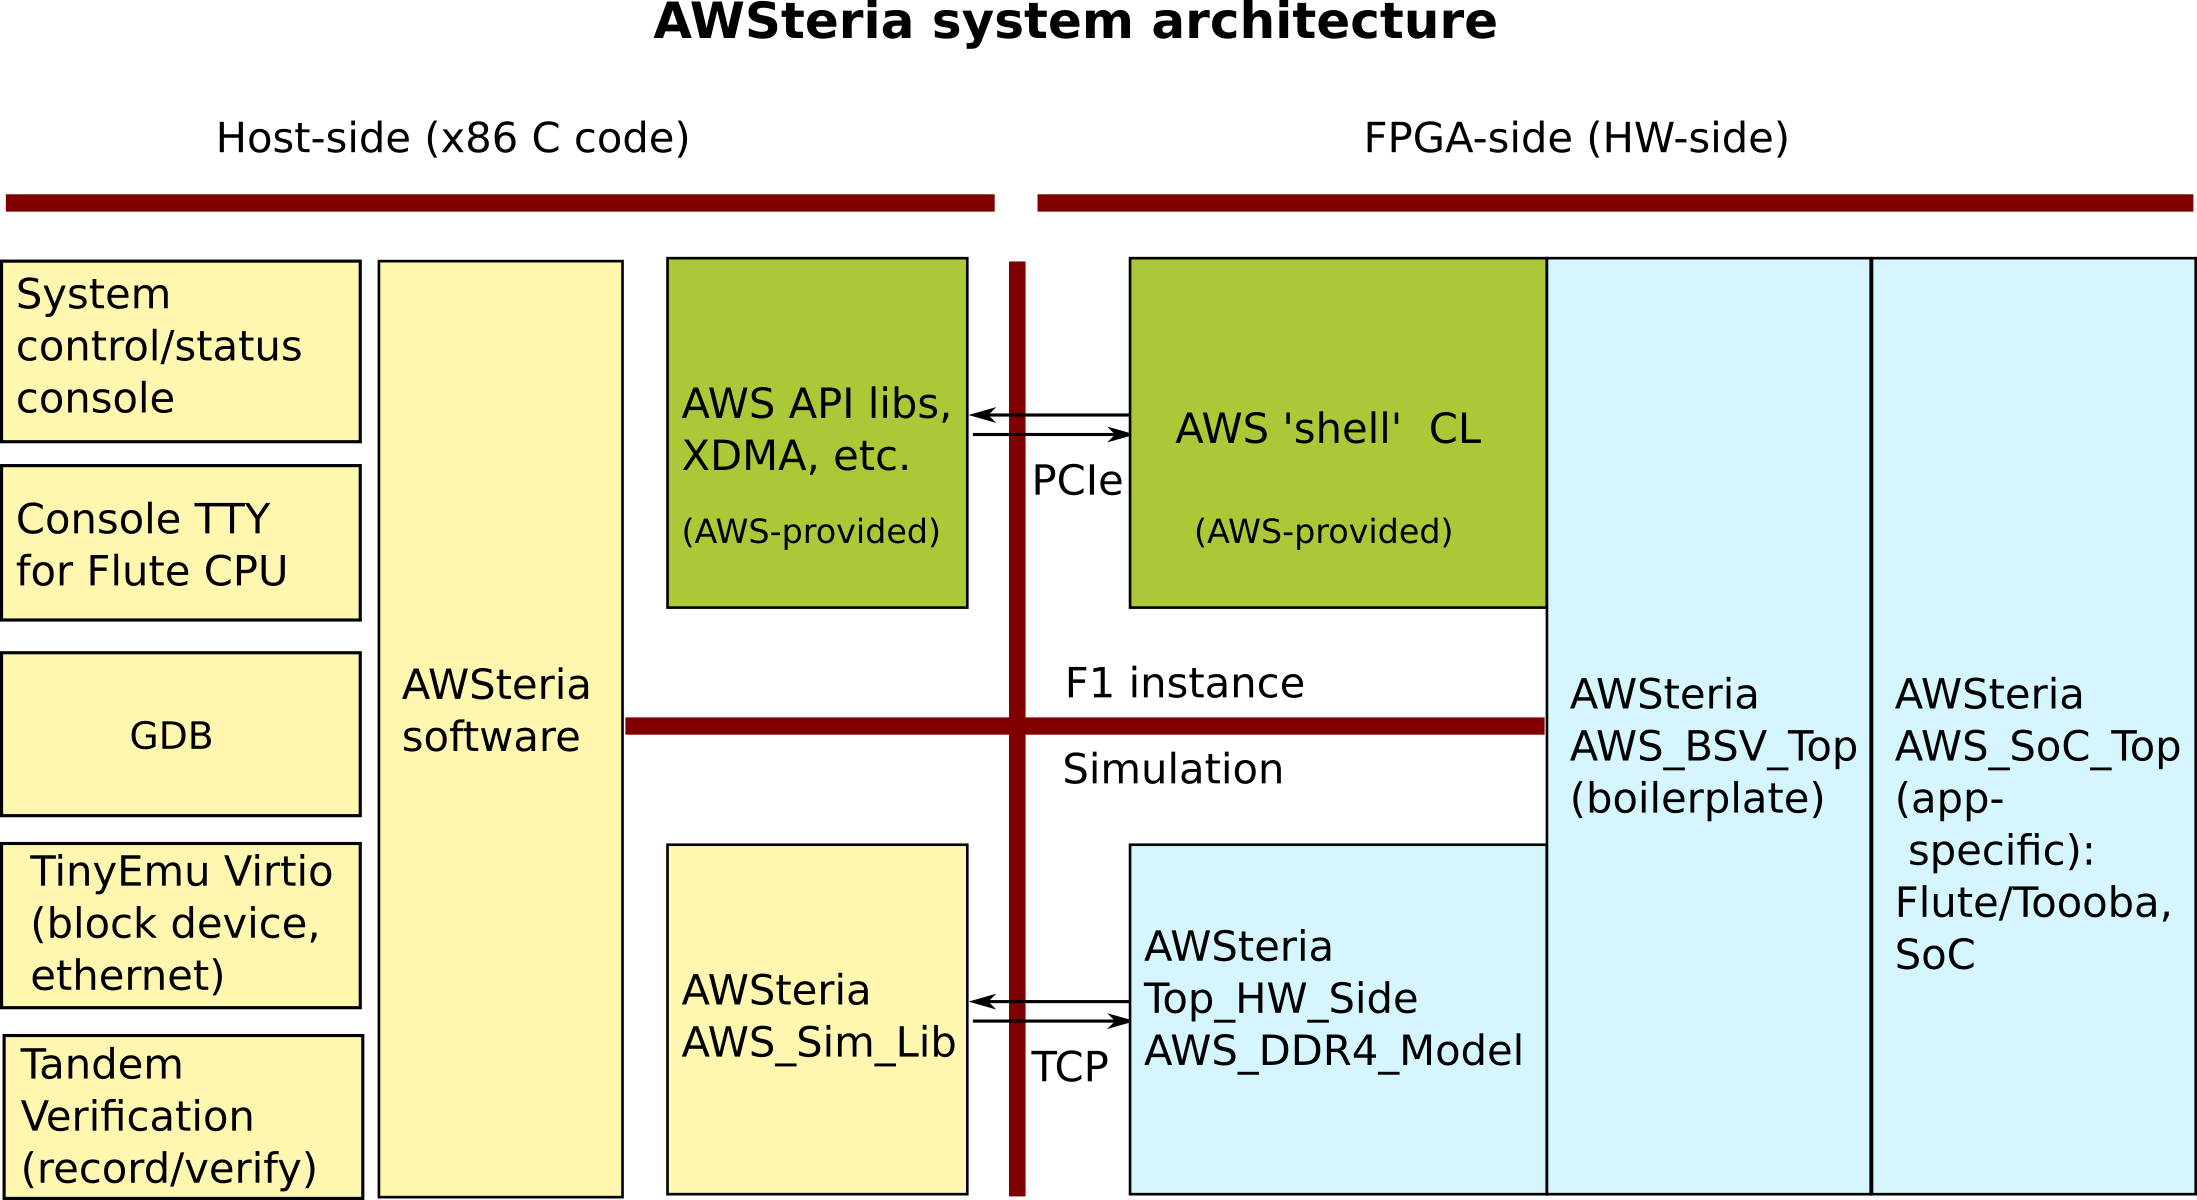 AWSteria system architecture
Host-side (x86 C code)
FPGA-side (HW-side)
System
control/status
console
Console TTY
for Flute CPU
GDB
TinyEmu Virtio
(block device,
ethernet)
Tandem
Verification
(record/verify)
AWSteria
software
AWS API libs,
XDMA, etc.
(AWS-provided)
PCIe
AWS 'shell'  CL
(AWS-provided)
F1 instance
Simulation
AWSteria
AWS_Sim_Lib
TCP
AWSteria
Top_HW_Side
AWS_DDR4_Model
AWSteria
AWS_BSV_Top
(boilerplate)
AWSteria
AWS_SoC_Top
(app-
specific):
Flute/Toooba,
SoC